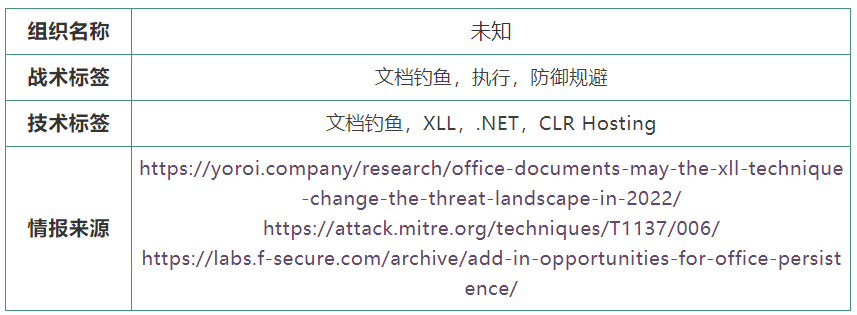 组织名称 未知
战术标签 文档钓鱼，执行，防御规避
技术标签 文档钓鱼，XLL，.NET，CLR Hosting
情报来源
https://yoroi.company/research/office-documents-may-the-xll-technique
-change-the-threat-landscape-in-2022/
https://attack.mitre.org/techniques/T1137/006/
https://labs.f-secure.com/archive/add-in-opportunities-for-office-persist
ence/